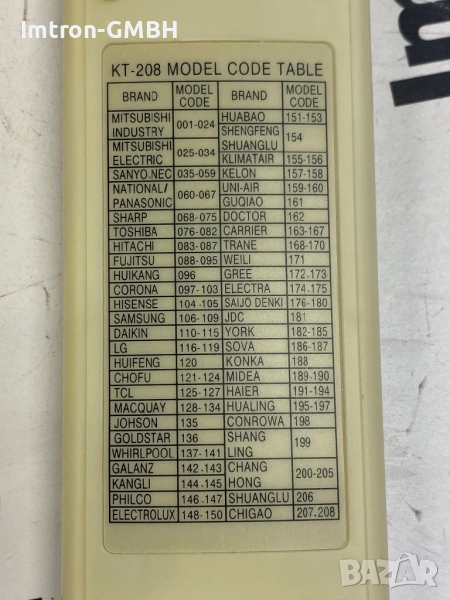 Imtron-GMBH
Im
KT-208 MODEL CODE TABLE
BRAND MODEL CODE BRAND MODEL CODE
MITSUBISHI INDUSTRY 001-024 HUABAO 151-153
SHENGFENG SHUANGLU 154
MITSUBISHI ELECTRIC 025-034 KLIMATAIR 155-156
SANYO.NEC 035-059 KELON 157-158
NATIONAL/ PANASONIC 060-067 UNI-AIR 159-160
GUQIAO 161
SHARP 068-075 DOCTOR 162
TOSHIBA 076-082 CARRIER 163-167
HITACHI 083-087 TRANE 168-170
FUJITSU 088-095 WEILI 171
HUIKANG 096 GREE 172-173
CORONA 097-103 ELECTRA 174-175
HISENSE 104-105 SAIJO DENKI 176-180
SAMSUNG 106-109 JDC 181
DAIKIN 110-115 YORK 182-185
LG 116-119 SOVA 186-187
HUIFENG 120 KONKA 188
CHOFU 121-124 MIDEA 189-190
TCL 125-127 HAIER 191-194
MACQUAY 128-134 HUALING 195-197
JOHSON 135 CONROWA 198
GOLDSTAR 136 SHANG LING 199
WHIRLPOOL 137-141
GALANZ 142-143 CHANG HONG 200-205
KANGLI 144-145
PHILCO 146-147 SHUANGLU 206
ELECTROLUX 148-150 CHIGAO 207.208
bazar